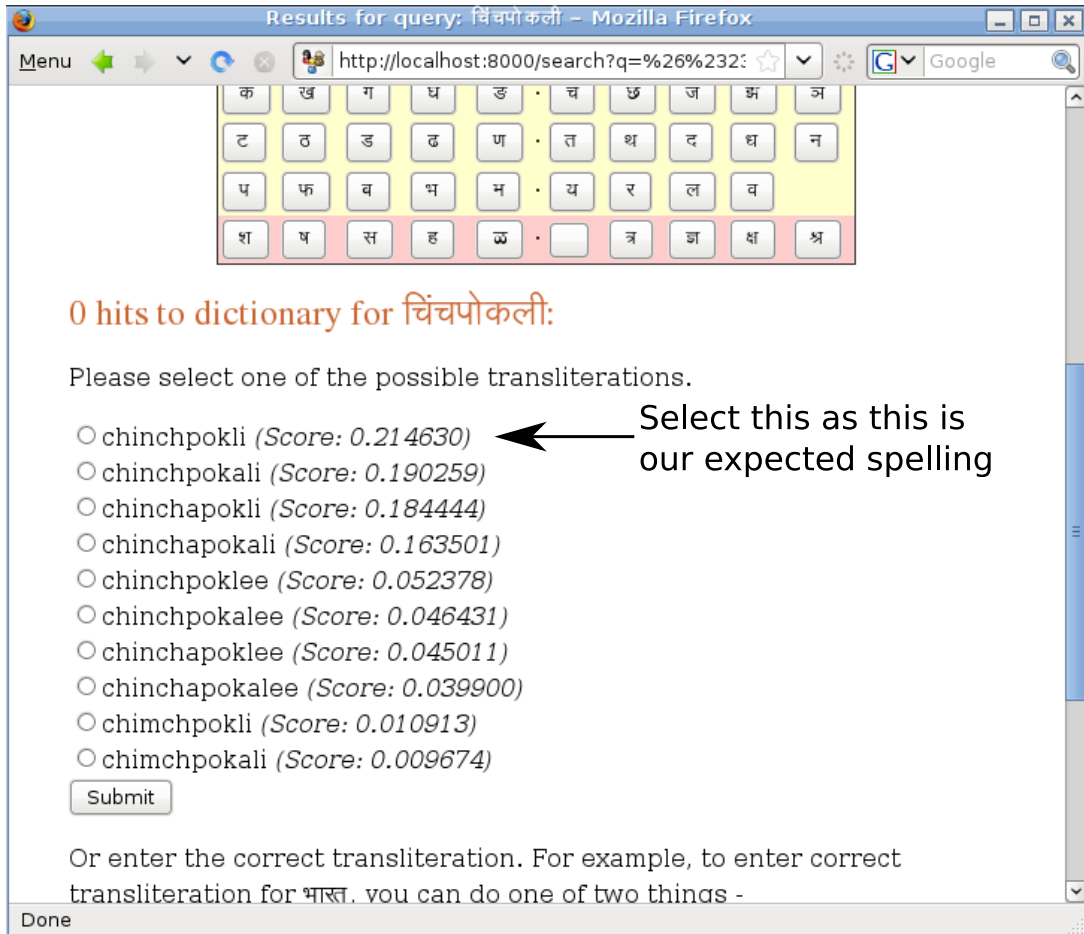 Results for query: चिंचपोकली - Mozilla Firefox
Menu http://localhost:8000/search?q=%26%232 G Google
क ख ग घ ङ · च छ ज झ ञ
ट ठ ड ढ ण · त थ द ध न
प फ ब भ म · य र ल व
श ष स ह ळ · त्र ज्ञ क्ष श्र
0 hits to dictionary for चिंचपोकली:
Please select one of the possible transliterations.
chinchpokli (Score: 0.214630)
Select this as this is
our expected spelling
chinchpokali (Score: 0.190259)
chinchapokli (Score: 0.184444)
chinchapokali (Score: 0.163501)
chinchpoklee (Score: 0.052378)
chinchpokalee (Score: 0.046431)
chinchapoklee (Score: 0.045011)
chinchapokalee (Score: 0.039900)
chimchpokli (Score: 0.010913)
chimchpokali (Score: 0.009674)
Submit
Or enter the correct transliteration. For example, to enter correct
transliteration for भारत, you can do one of two things -
Done